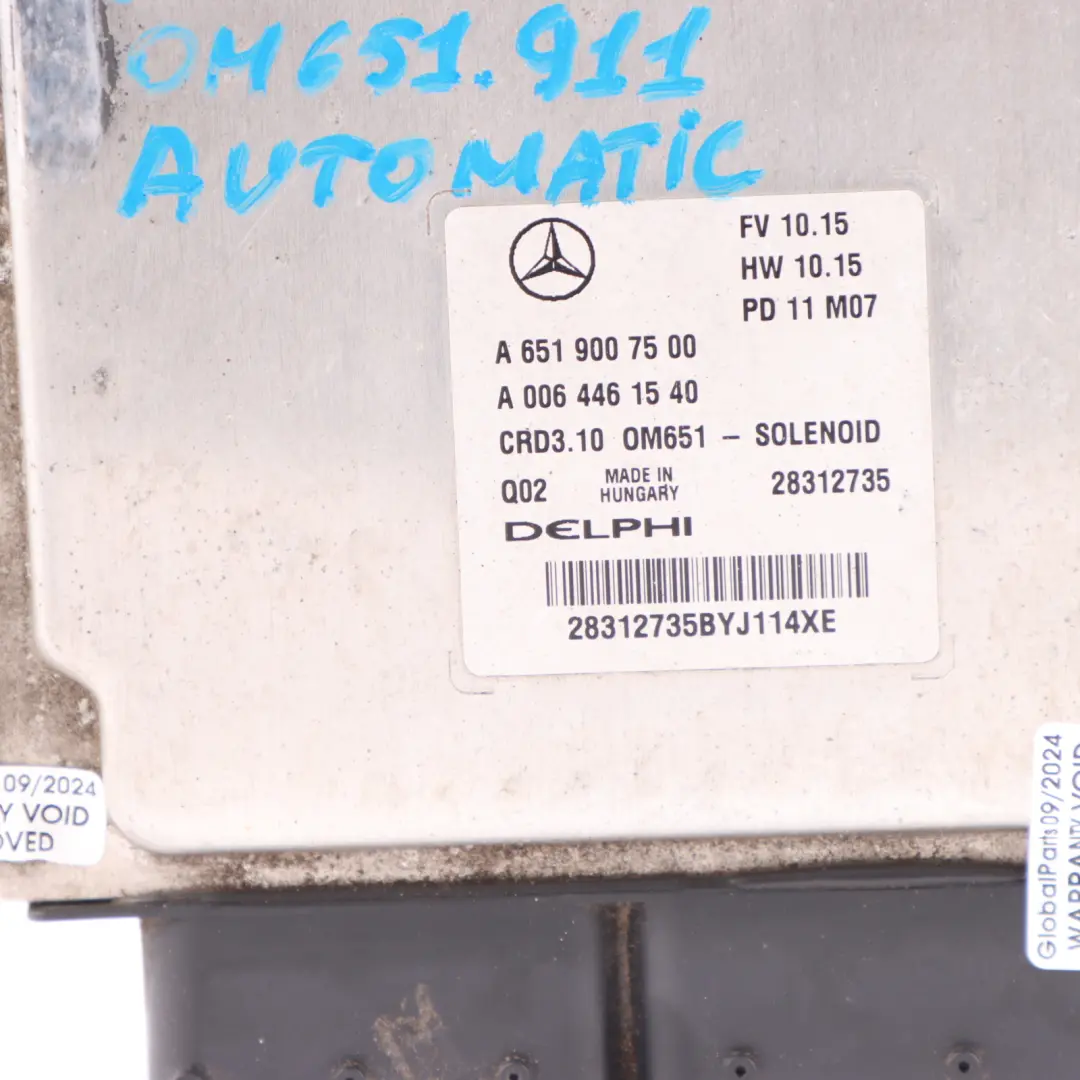 OM651.911
AUTOMATIC
FV 10.15
HW 10.15
PD 11 M07
A 651 900 75 00
A 006 446 15 40
CRD3.10 OM651 – SOLENOID
Q02 MADE IN HUNGARY 28312735
DELPHI
28312735BYJ114XE
09/2024
Y VOID
OVED
GlobalParts09/2024
WARRANTY VOID